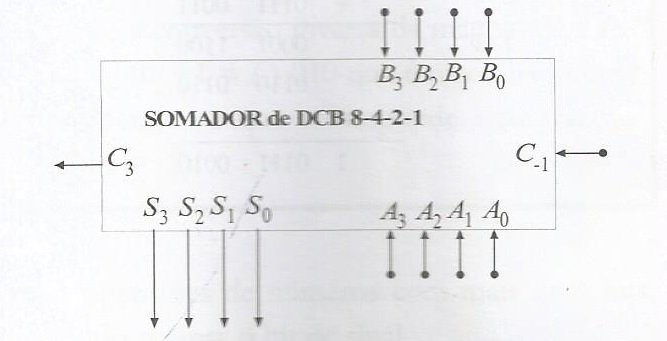 B₃ B₂ B₁ B₀
SOMADOR de DCB 8-4-2-1
C₃ C₋₁
S₃ S₂ S₁ S₀ A₃ A₂ A₁ A₀